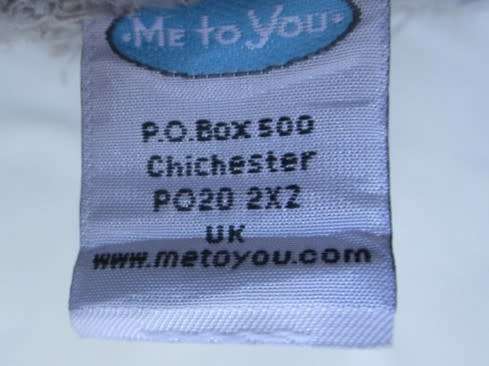 Me to You
P.O.Box 500
Chichester
PO20 2XZ
UK
www.metoyou.com